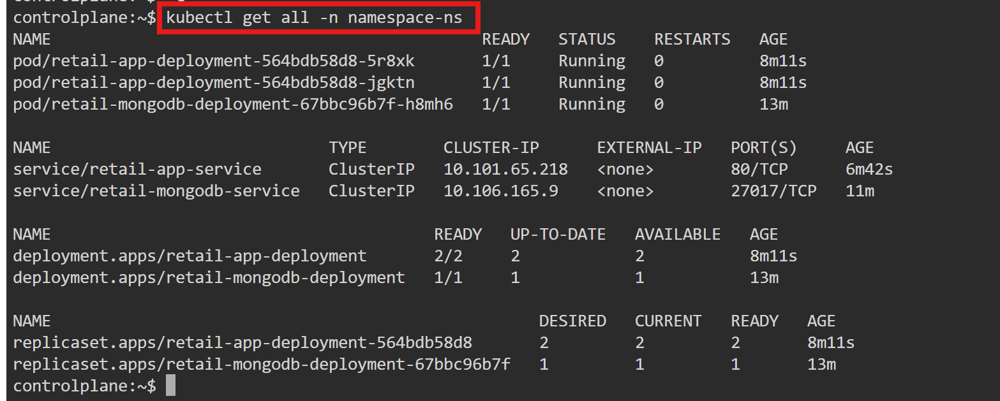 controlplane:~$ kubectl get all -n namespace-ns
NAME READY STATUS RESTARTS AGE
pod/retail-app-deployment-564bdb58d8-5r8xk 1/1 Running 0 8m11s
pod/retail-app-deployment-564bdb58d8-jgktn 1/1 Running 0 8m11s
pod/retail-mongodb-deployment-67bbc96b7f-h8mh6 1/1 Running 0 13m
NAME TYPE CLUSTER-IP EXTERNAL-IP PORT(S) AGE
service/retail-app-service ClusterIP 10.101.65.218 <none> 80/TCP 6m42s
service/retail-mongodb-service ClusterIP 10.106.165.9 <none> 27017/TCP 11m
NAME READY UP-TO-DATE AVAILABLE AGE
deployment.apps/retail-app-deployment 2/2 2 2 8m11s
deployment.apps/retail-mongodb-deployment 1/1 1 1 13m
NAME DESIRED CURRENT READY AGE
replicaset.apps/retail-app-deployment-564bdb58d8 2 2 2 8m11s
replicaset.apps/retail-mongodb-deployment-67bbc96b7f 1 1 1 13m
controlplane:~$